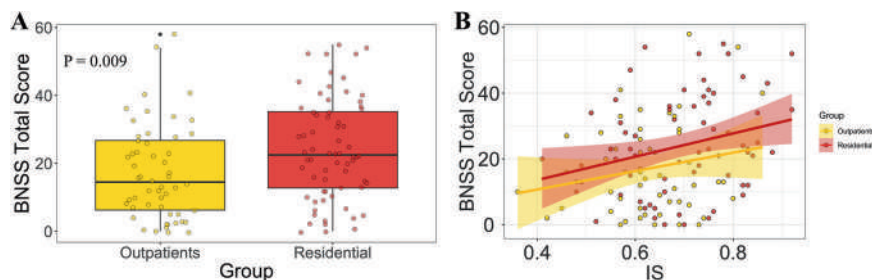 A
BNSS Total Score
60
40
20
0
P = 0.009
Outpatients
Residential
Group
B
BNSS Total Score
60
40
20
0
0.4
0.6
0.8
IS
Group
Outpatients
Residential